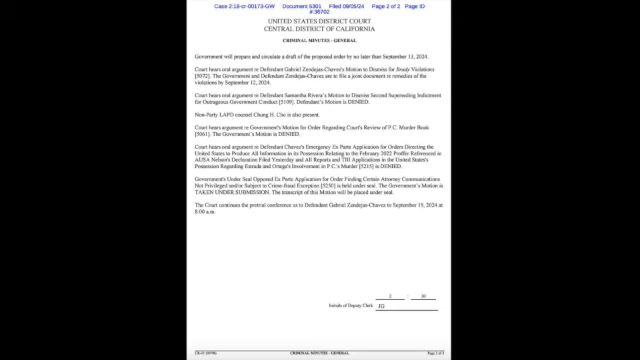 Case 2:18-cr-00173-GW Document 5301 Filed 09/05/24 Page 2 of 2 Page ID
#:36702
UNITED STATES DISTRICT COURT
CENTRAL DISTRICT OF CALIFORNIA
CRIMINAL MINUTES - GENERAL
Government will prepare and circulate a draft of the proposed order by no later than September 13, 2024.
Court hears oral argument re Defendant Gabriel Zendejas-Chavez's Motion to Dismiss for Brady Violations
[5072]. The Government and Defendant Zendejas-Chavez are to file a joint document re remedies of the
violations by September 12, 2024.
Court hears oral argument re Defendant Samantha Rivera's Motion to Dismiss Second Superseding Indictment
for Outrageous Government Conduct [5109]. Defendant's Motion is DENIED.
Non-Party LAPD counsel Chung H. Cho is also present.
Court hears argument re Government's Motion for Order Regarding Court's Review of P.C. Murder Book
[5061]. The Government's Motion is DENIED.
Court hears oral argument re Defendant Zendejas-Chavez's Emergency Ex Parte Application for Orders Directing the
United States to Produce All Information in its Possession Relating to the February 2022 Proffer Referenced in
AUSA Nelson's Declaration Filed Yesterday and All Reports and TIII Applications in the United States's
Possession Regarding Estrada and Ortega's Involvement in P.C.'s Murder [5215] is DENIED.
Government's Under Seal Opposed Ex Parte Application for Order Finding Certain Attorney Communications
Not Privileged and/or Subject to Crime-fraud Exception [5250] is held under seal. The Government's Motion is
TAKEN UNDER SUBMISSION. The transcript of this Motion will be placed under seal.
The Court continues the pretrial conference as to Defendant Gabriel Zendejas-Chavez to September 19, 2024 at
8:00 a.m.
2 : 30
Initials of Deputy Clerk JG
CRIMINAL MINUTES - GENERAL
Page 2 of 2